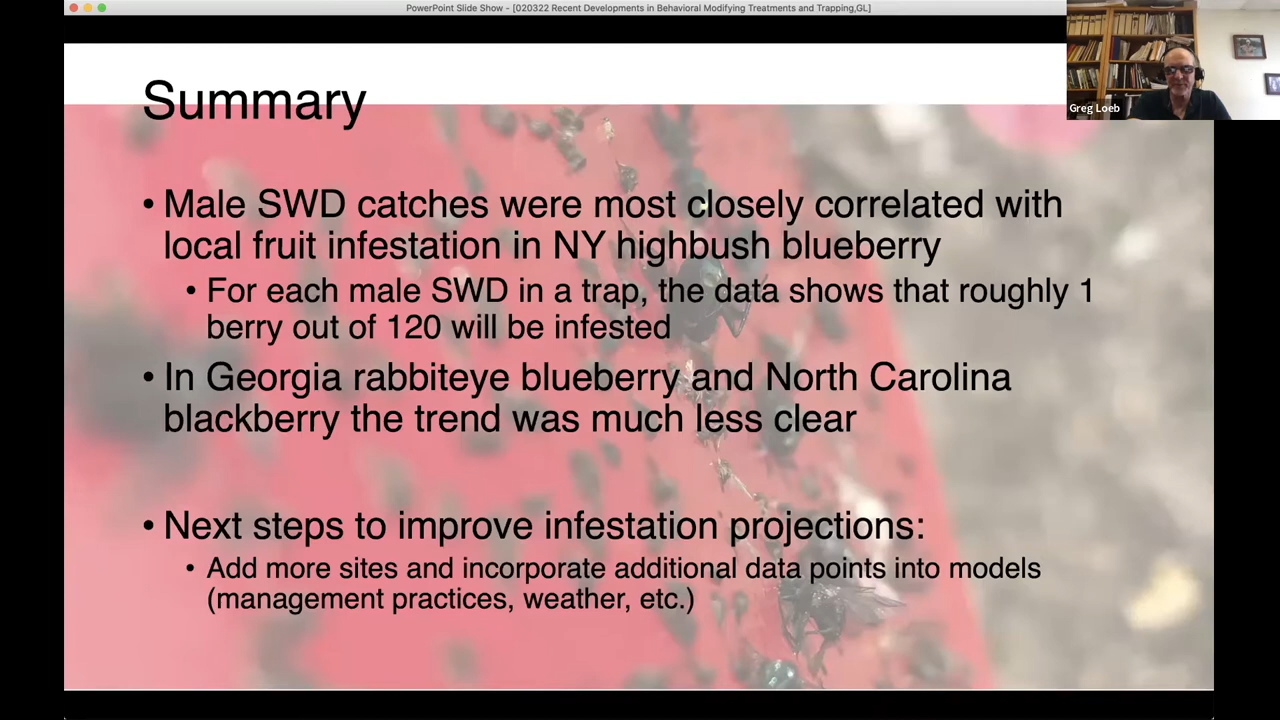 PowerPoint Slide Show - [020322 Recent Developments in Behavioral Modifying Treatments and Trapping,GL]
Greg Loeb
Summary
• Male SWD catches were most closely correlated with
local fruit infestation in NY highbush blueberry
• For each male SWD in a trap, the data shows that roughly 1
berry out of 120 will be infested
• In Georgia rabbiteye blueberry and North Carolina
blackberry the trend was much less clear
• Next steps to improve infestation projections:
• Add more sites and incorporate additional data points into models
(management practices, weather, etc.)